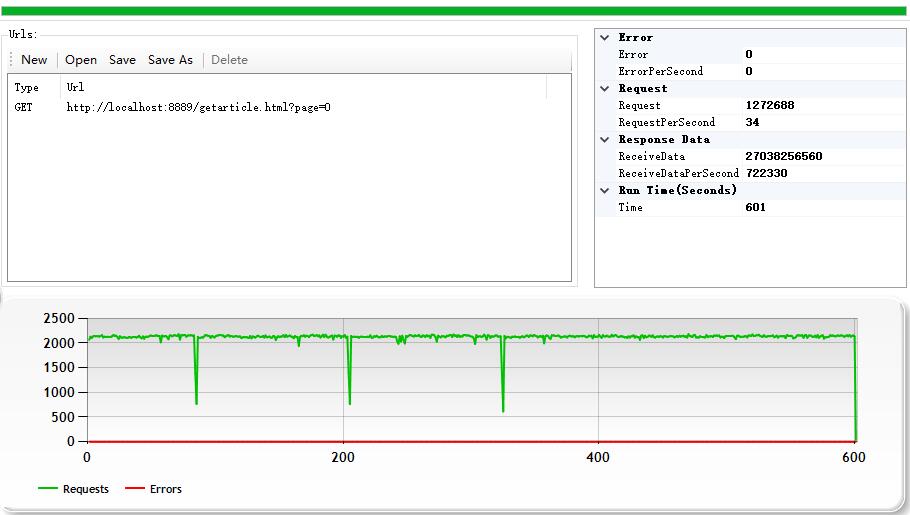 Urls:
New Open Save Save As Delete
Type Url
GET http://localhost:8889/getarticle.html?page=0
Error
Error 0
ErrorPerSecond 0
Request
Request 1272688
RequestPerSecond 34
Response Data
ReceiveData 27038256560
ReceiveDataPerSecond 722330
Run Time(Seconds)
Time 601
2500
2000
1500
1000
500
0
0 200 400 600
Requests Errors